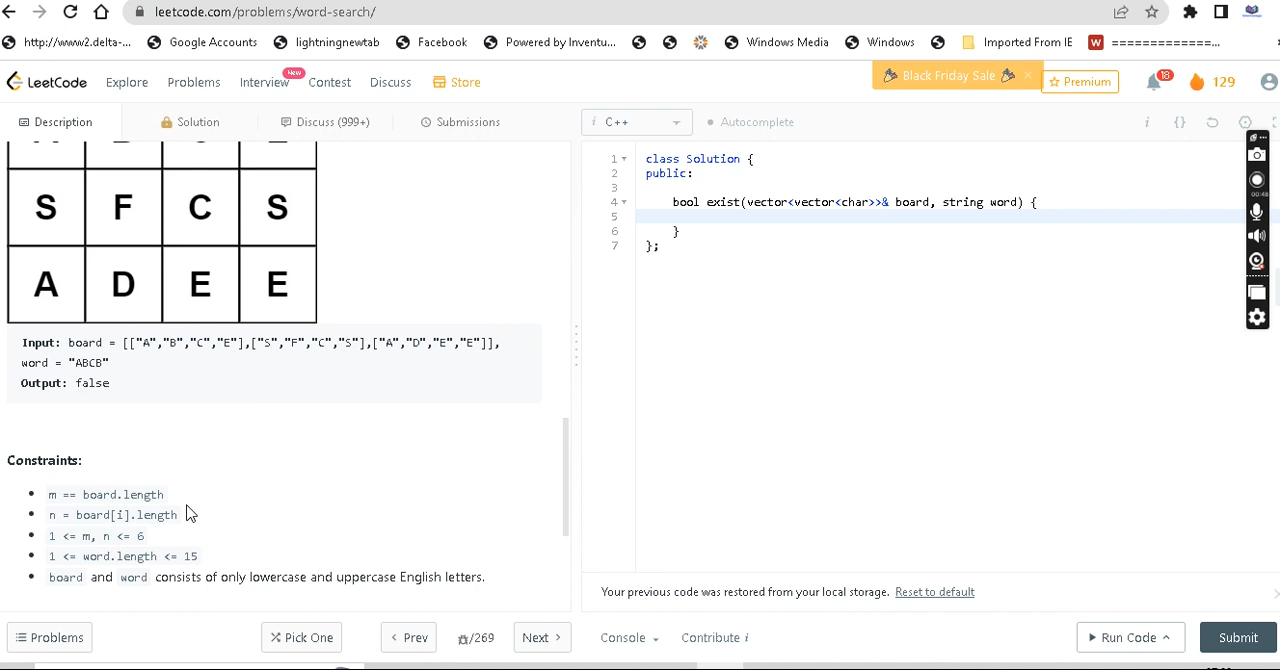 leetcode.com/problems/word-search/
http://www2.delta-... Google Accounts lightningnewtab Facebook Powered by Inventu... Windows Media Windows Imported From IE W =============...
LeetCode Explore Problems Interview New Contest Discuss Store Black Friday Sale × Premium 18 129
Description Solution Discuss (999+) Submissions i C++ Autocomplete
S F C S
A D E E
Input: board = [["A","B","C","E"],["S","F","C","S"],["A","D","E","E"]],
word = "ABCB"
Output: false
Constraints:
m == board.length
n = board[i].length
1 <= m, n <= 6
1 <= word.length <= 15
board and word consists of only lowercase and uppercase English letters.
1 class Solution {
2 public:
3
4 bool exist(vector<vector<char>>& board, string word) {
5
6 }
7 };
Your previous code was restored from your local storage. Reset to default
Problems Pick One < Prev /269 Next > Console Contribute i Run Code Submit